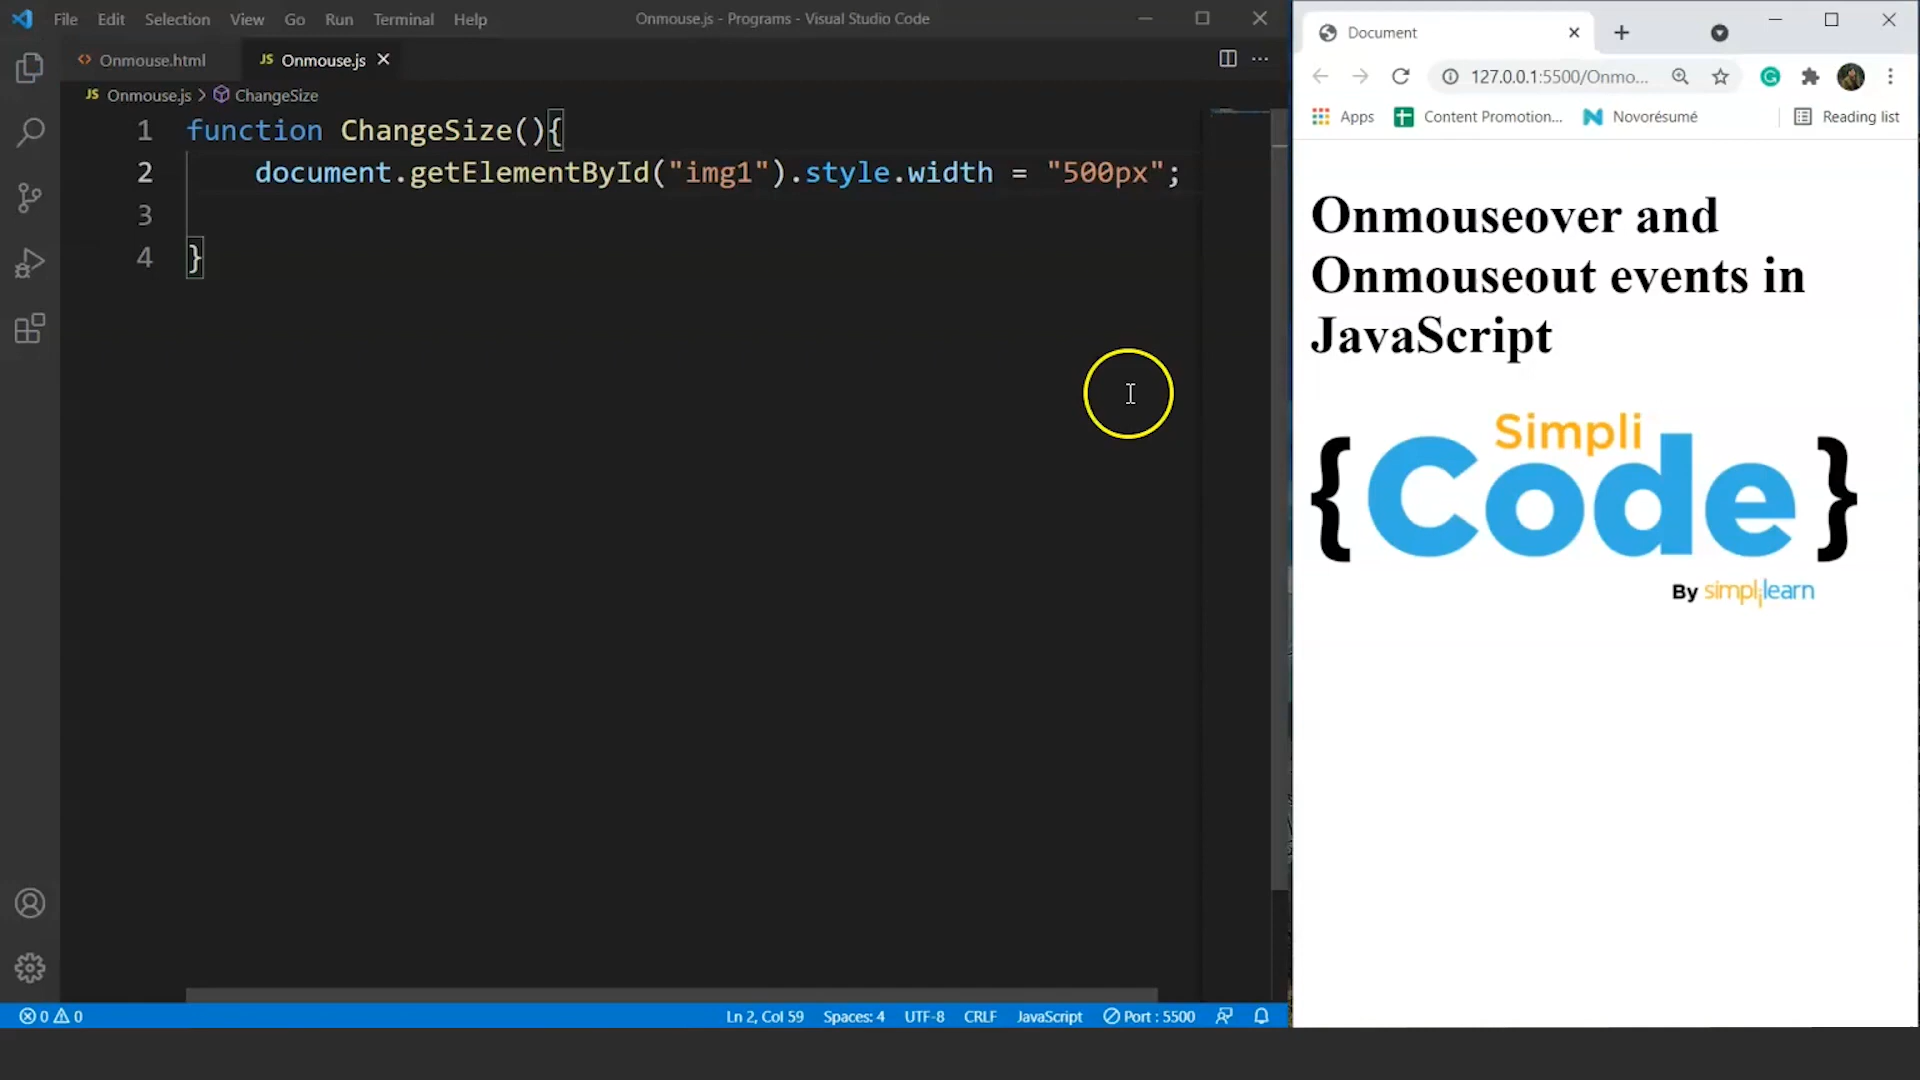 File Edit Selection View Go Run Terminal Help Onmouse.js - Programs - Visual Studio Code
Onmouse.html JS Onmouse.js
JS Onmouse.js > ChangeSize
1 function ChangeSize(){
2 document.getElementById("img1").style.width = "500px";
3
4 }
0 0 Ln 2, Col 59 Spaces: 4 UTF-8 CRLF JavaScript Port : 5500
Document
127.0.0.1:5500/Onmo...
Apps Content Promotion... Novorésumé Reading list
Onmouseover and
Onmouseout events in
JavaScript
Simpli
{Code}
By simplilearn